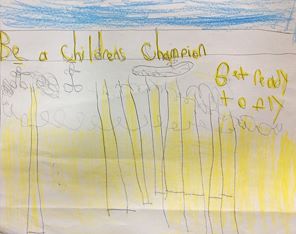 Be a childrens Champion
Get ready
to fly